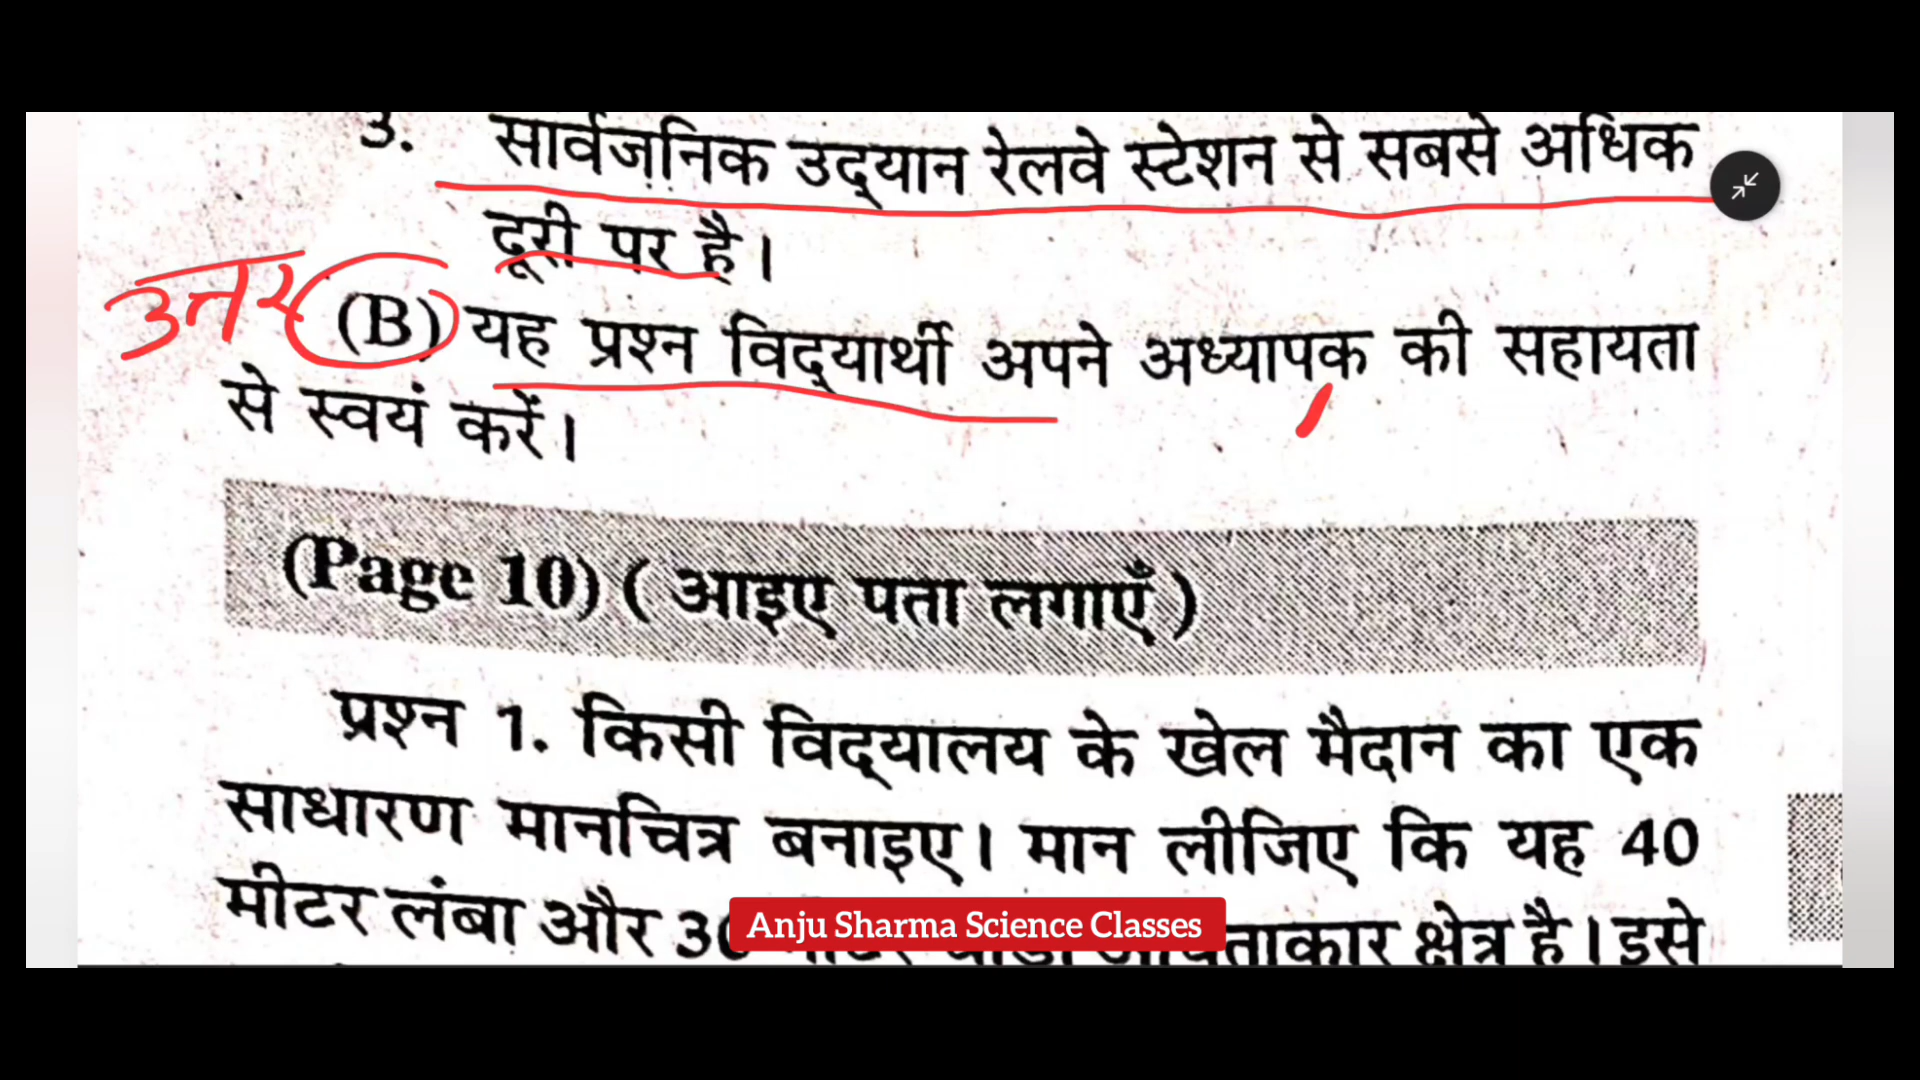 3. सार्वजनिक उद्यान रेलवे स्टेशन से सबसे अधिक
दूरी पर है।
उत्तर (B) यह प्रश्न विद्यार्थी अपने अध्यापक की सहायता
से स्वयं करें।
(Page 10) ( आइए पता लगाएँ )
प्रश्न 1. किसी विद्यालय के खेल मैदान का एक
साधारण मानचित्र बनाइए। मान लीजिए कि यह 40
मीटर लंबा और क्षेत्र है। इसे
Anju Sharma Science Classes